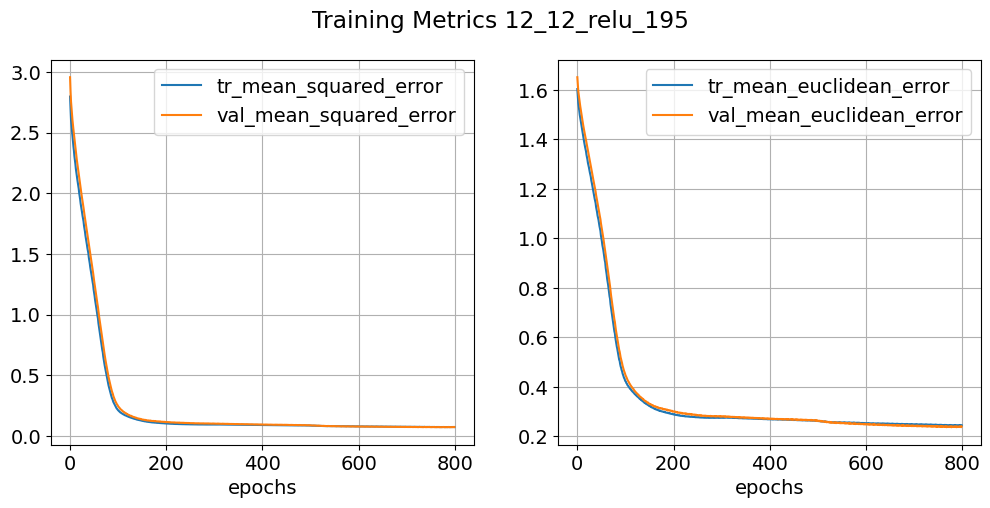 Training Metrics 12_12_relu_195
3.0
2.5
2.0
1.5
1.0
0.5
0.0
tr_mean_squared_error
val_mean_squared_error
0 200 400 600 800
epochs
1.6
1.4
1.2
1.0
0.8
0.6
0.4
0.2
tr_mean_euclidean_error
val_mean_euclidean_error
0 200 400 600 800
epochs